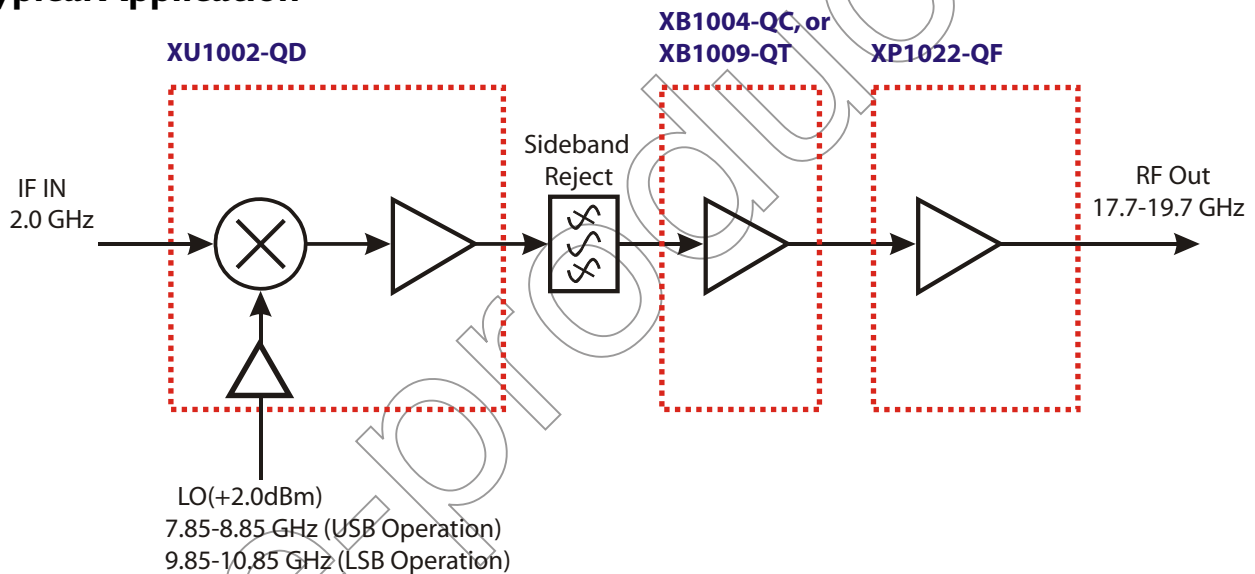 XB1004-QC, or
XU1002-QD
XB1009-QT
XP1022-QF
Sideband
Reject
IF IN
2.0 GHz
RF Out
17.7-19.7 GHz
LO(+2.0dBm)
7.85-8.85 GHz (USB Operation)
9.85-10.85 GHz (LSB Operation)